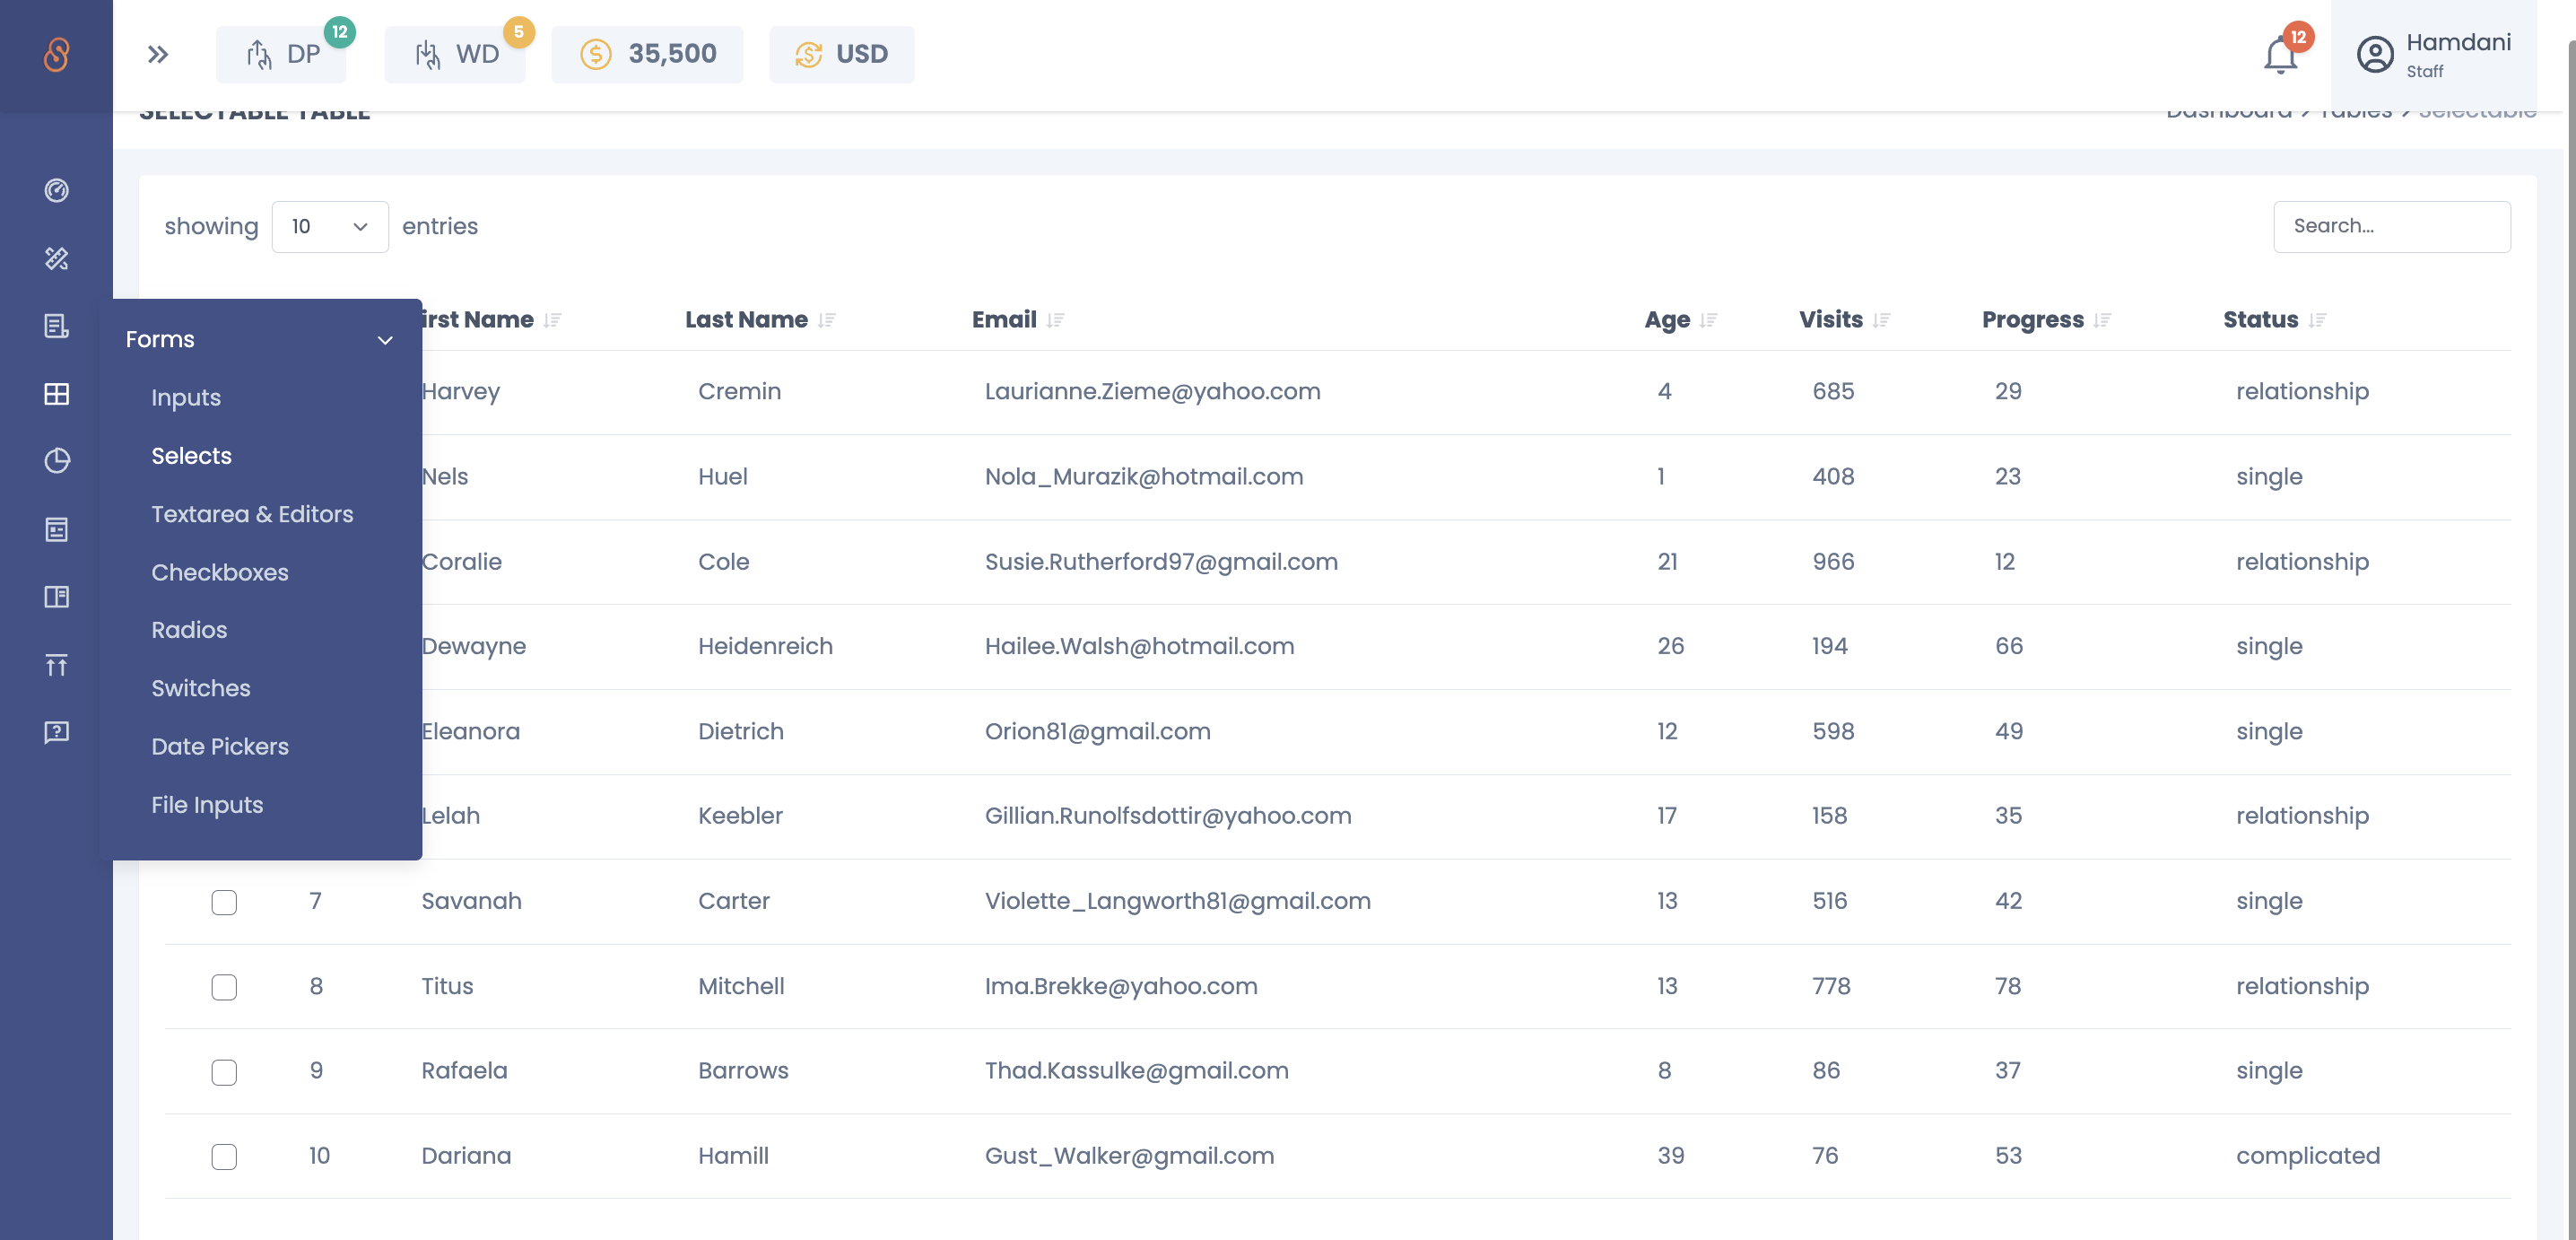 DP 12 WD 5 35,500 USD 12 Hamdani
Staff
SELECTABLE TABLE Dashboard > Tables > Selectable
showing 10 entries Search...
irst Name Last Name Email Age Visits Progress Status
Forms
Inputs
Selects
Textarea & Editors
Checkboxes
Radios
Switches
Date Pickers
File Inputs
Harvey Cremin Laurianne.Zieme@yahoo.com 4 685 29 relationship
Nels Huel Nola_Murazik@hotmail.com 1 408 23 single
Coralie Cole Susie.Rutherford97@gmail.com 21 966 12 relationship
Dewayne Heidenreich Hailee.Walsh@hotmail.com 26 194 66 single
Eleanora Dietrich Orion81@gmail.com 12 598 49 single
Lelah Keebler Gillian.Runolfsdottir@yahoo.com 17 158 35 relationship
7 Savanah Carter Violette_Langworth81@gmail.com 13 516 42 single
8 Titus Mitchell Ima.Brekke@yahoo.com 13 778 78 relationship
9 Rafaela Barrows Thad.Kassulke@gmail.com 8 86 37 single
10 Dariana Hamill Gust_Walker@gmail.com 39 76 53 complicated